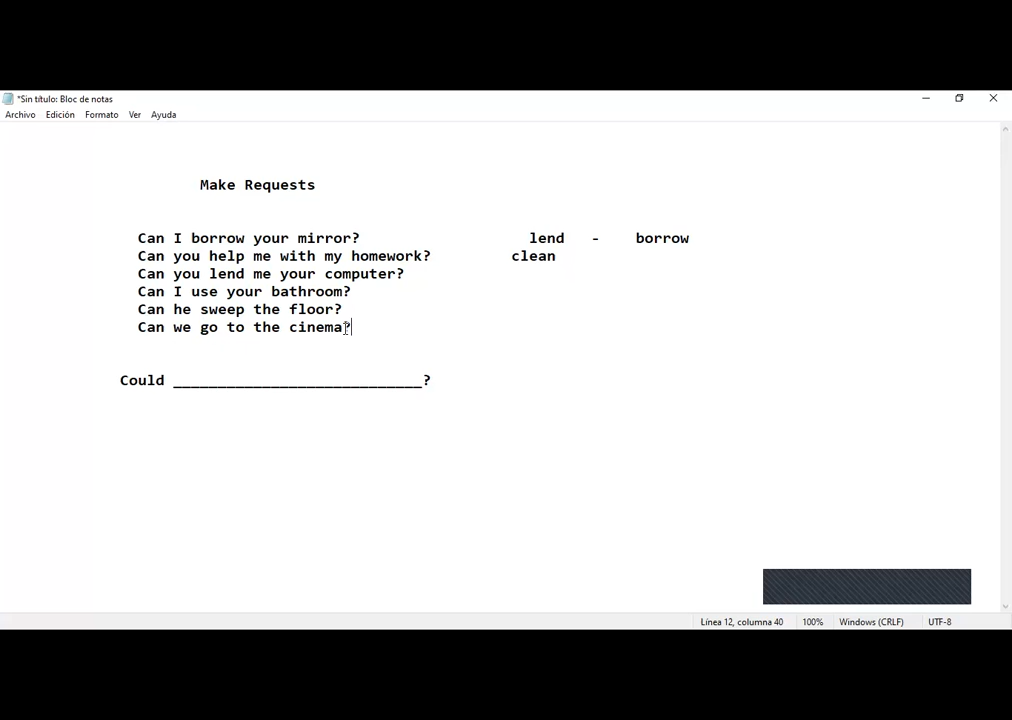 *Sin título: Bloc de notas
Archivo Edición Formato Ver Ayuda
Make Requests
Can I borrow your mirror? lend - borrow
Can you help me with my homework? clean
Can you lend me your computer?
Can I use your bathroom?
Can he sweep the floor?
Can we go to the cinema?
Could ____________________________?
Línea 12, columna 40 100% Windows (CRLF) UTF-8